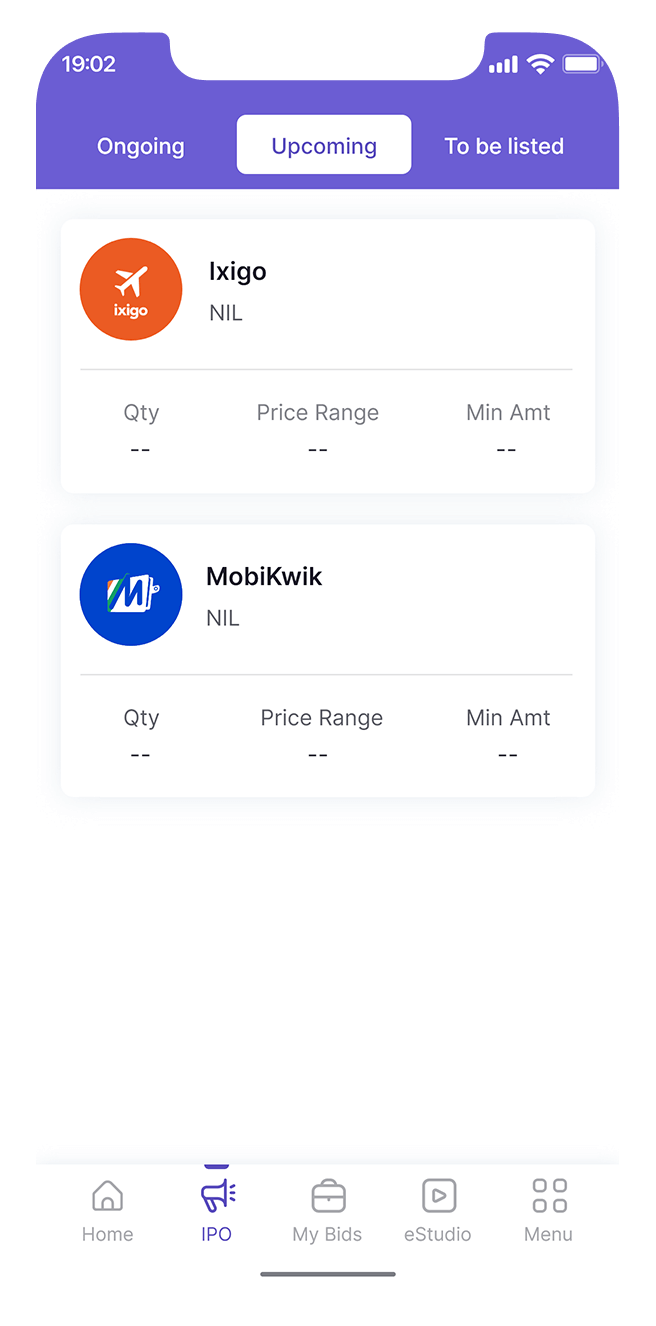 19:02
Ongoing Upcoming To be listed
Ixigo
ixigo
NIL
Qty Price Range Min Amt
-- -- --
MobiKwik
M
NIL
Qty Price Range Min Amt
-- -- --
Home IPO My Bids eStudio Menu